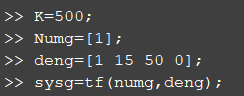 >> K=500;
>> Numg=[1];
>> deng=[1 15 50 0];
>> sysg=tf(numg,deng);